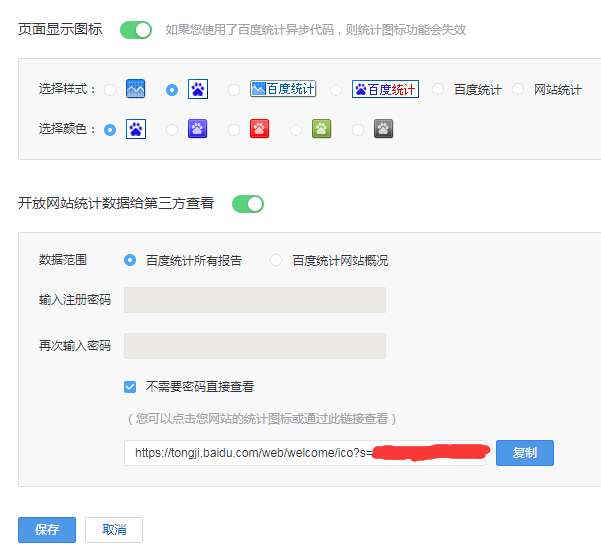 页面显示图标 如果您使用了百度统计异步代码，则统计图标功能会失效
选择样式： 百度统计 百度统计 百度统计 网站统计
选择颜色：
开放网站统计数据给第三方查看
数据范围 百度统计所有报告 百度统计网站概况
输入注册密码
再次输入密码
不需要密码直接查看
（您可以点击您网站的统计图标或通过此链接查看）
https://tongji.baidu.com/web/welcome/ico?s= 复制
保存 取消